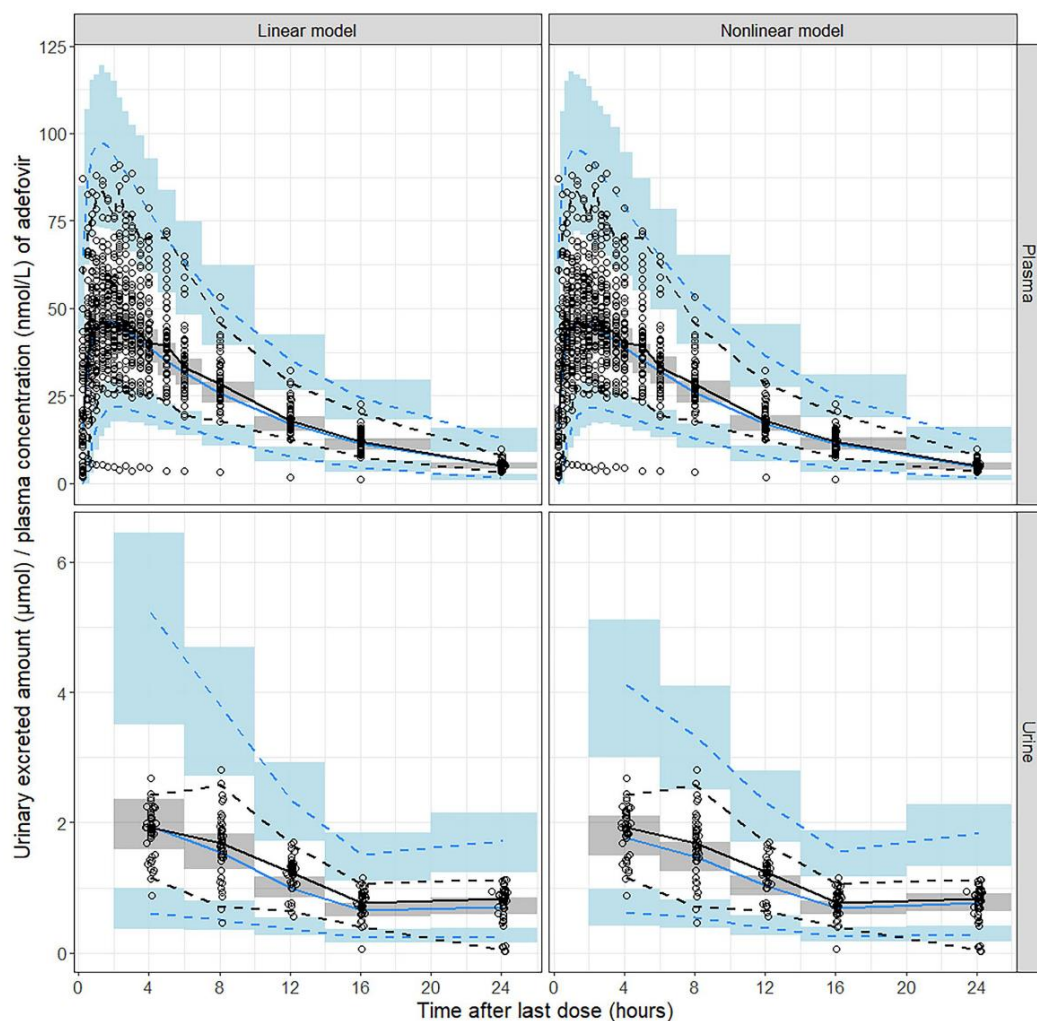 Linear model
Nonlinear model
Urinary excreted amount (µmol) / plasma concentration (nmol/L) of adefovir
125
100
75
50
25
0
Plasma
6
4
2
0
Urine
0 4 8 12 16 20 24
0 4 8 12 16 20 24
Time after last dose (hours)